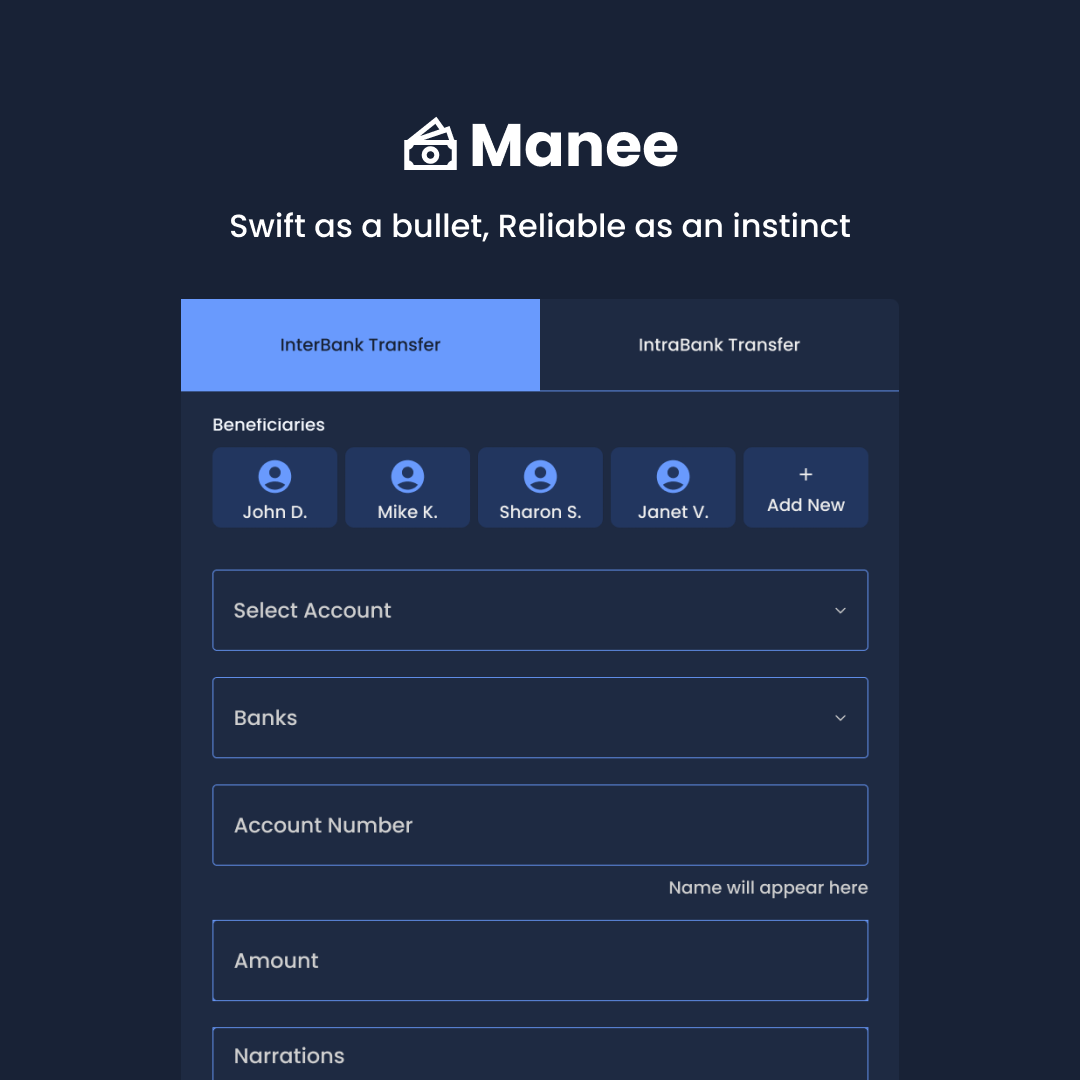 Manee
Swift as a bullet, Reliable as an instinct
InterBank Transfer
IntraBank Transfer
Beneficiaries
John D.
Mike K.
Sharon S.
Janet V.
+
Add New
Select Account
Banks
Account Number
Name will appear here
Amount
Narrations